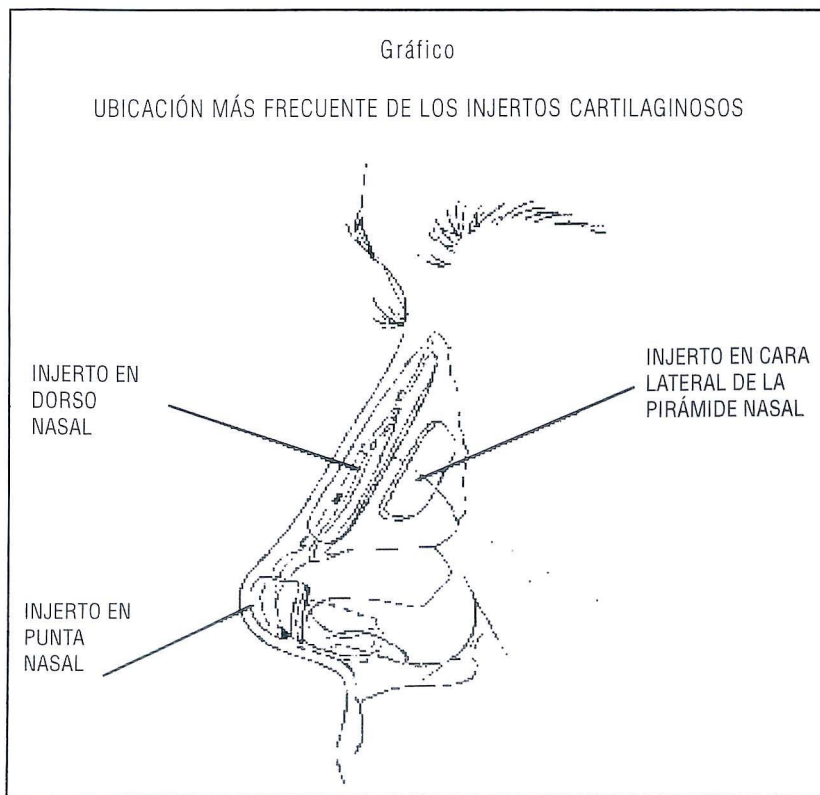 Gráfico
UBICACIÓN MÁS FRECUENTE DE LOS INJERTOS CARTILAGINOSOS
INJERTO EN
DORSO
NASAL
INJERTO EN CARA
LATERAL DE LA
PIRÁMIDE NASAL
INJERTO EN
PUNTA
NASAL